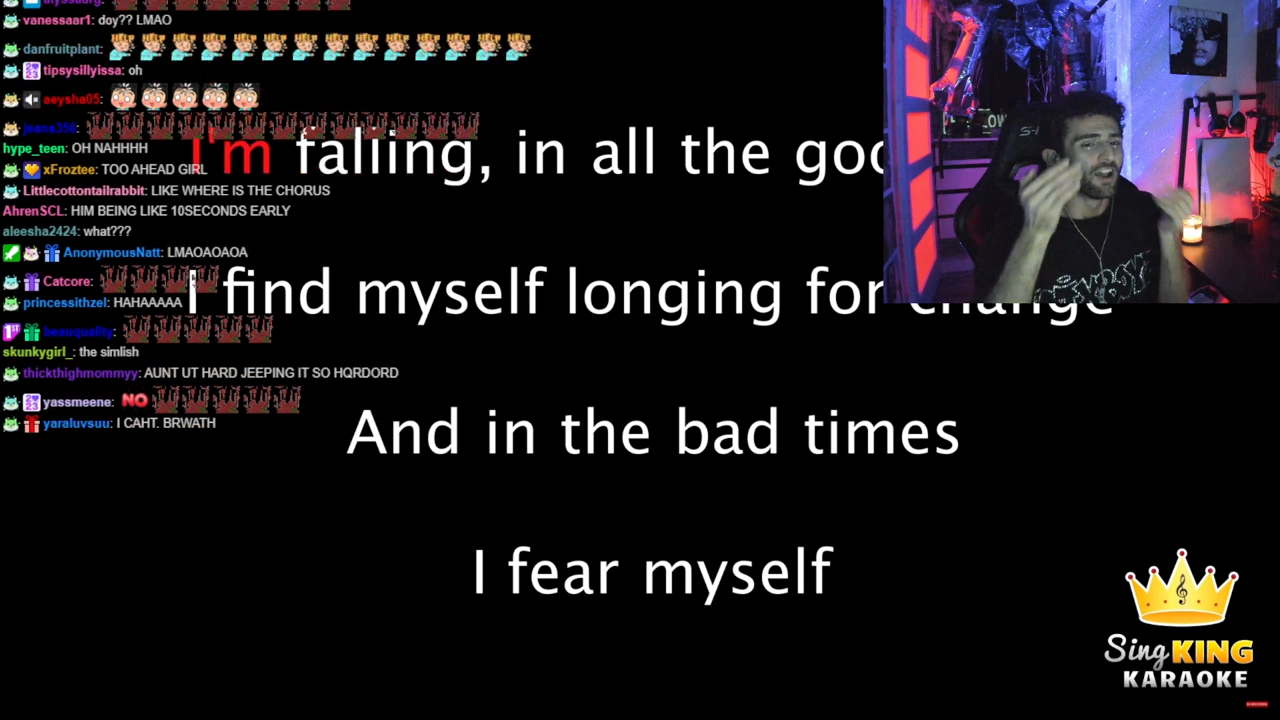 vanessaar1: doy?? LMAO
danfruitplant:
tipsysillyissa: oh
aeysha05:
hype_teen: OH NAHHHH
xFroztee: TOO AHEAD GIRL
Littlecottontailrabbit: LIKE WHERE IS THE CHORUS
AhrenSCL: HIM BEING LIKE 10SECONDS EARLY
aleesha2424: what???
AnonymousNatt: LMAOAOAOA
Catcore:
princessithzel: HAHAAAAA
1ST beauquality:
skunkygirl_: the simlish
thickthighmommyy: AUNT UT HARD JEEPING IT SO HQRDORD
yassmeene: NO
yaraluvsuu: I CAHT. BRWATH
I'm falling, in all the
I find myself longing for change
And in the bad times
I fear myself
Sing KING
KARAOKE